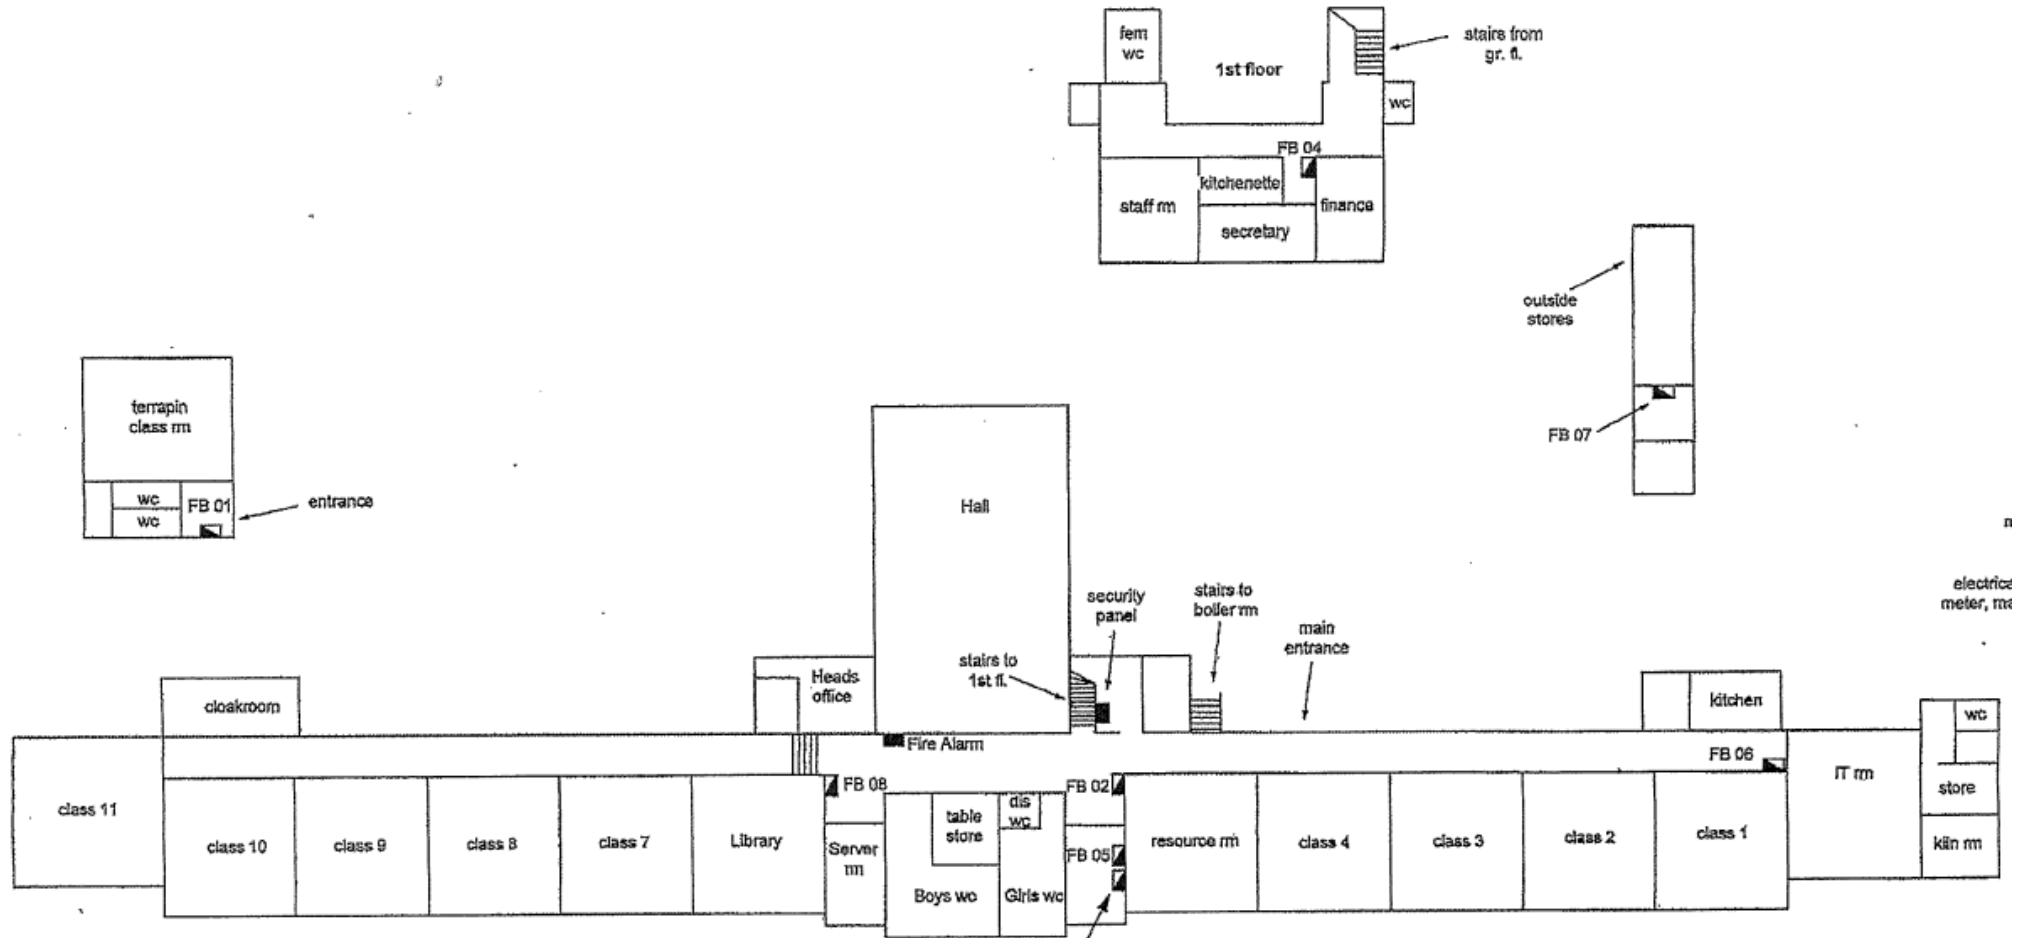 fem
wc
1st floor
stairs from
gr. fl.
wc
FB 04
kitchenette
staff rm
finance
secretary
outside
stores
FB 07
terrapin
class rm
wc
wc
FB 01
entrance
Hall
electrica
meter, ma
security
panel
stairs to
boiler rm
main
entrance
stairs to
1st fl.
Heads
office
cloakroom
kitchen
wc
Fire Alarm
FB 06
IT rm
FB 08
FB 02
store
class 11
class 10
class 9
class 8
class 7
Library
Server
rm
table
store
dis
wc
Boys wc
Girls wc
FB 05
resource rm
class 4
class 3
class 2
class 1
kiln rm